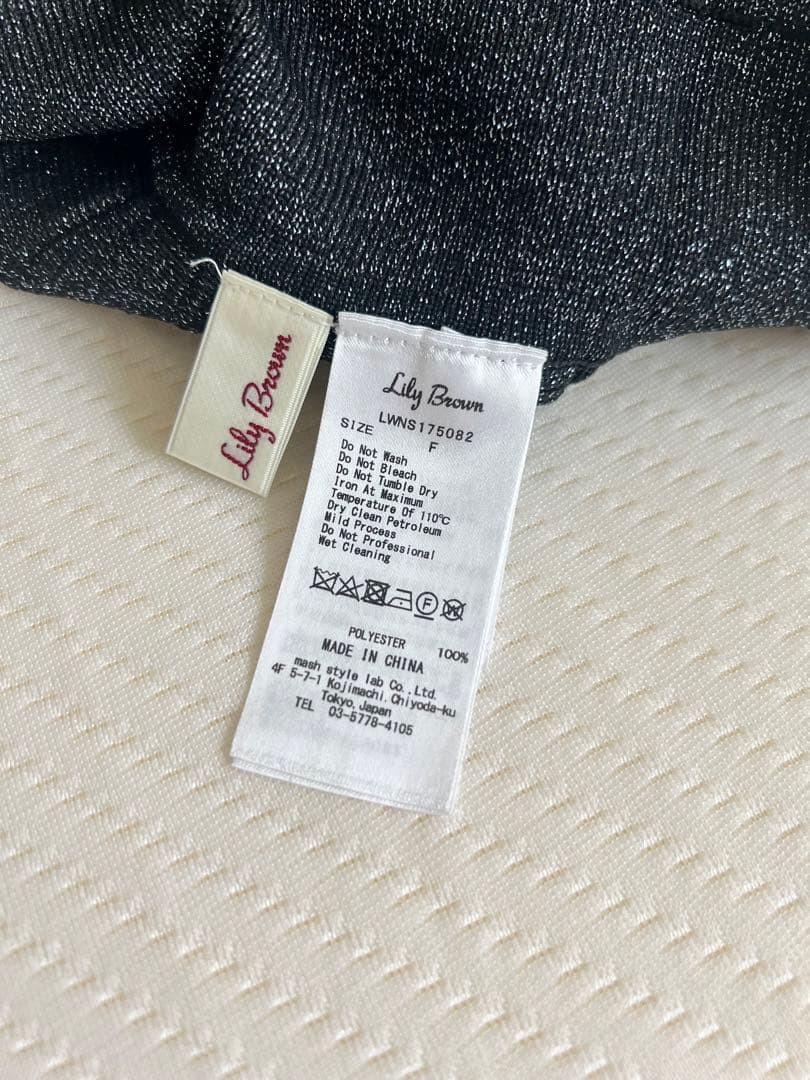 Lily Brown
Lily Brown
LWNS175082
SIZE F
Do Not Wash
Do Not Bleach
Do Not Tumble Dry
Iron At Maximum
Temperature Of 110℃
Dry Clean Petroleum
Mild Process
Do Not Professional
Wet Cleaning
F W
POLYESTER 100%
MADE IN CHINA
mash style lab Co.,Ltd.
4F 5-7-1 Kojimachi,Chiyoda-ku
Tokyo,Japan
TEL 03-5778-4105